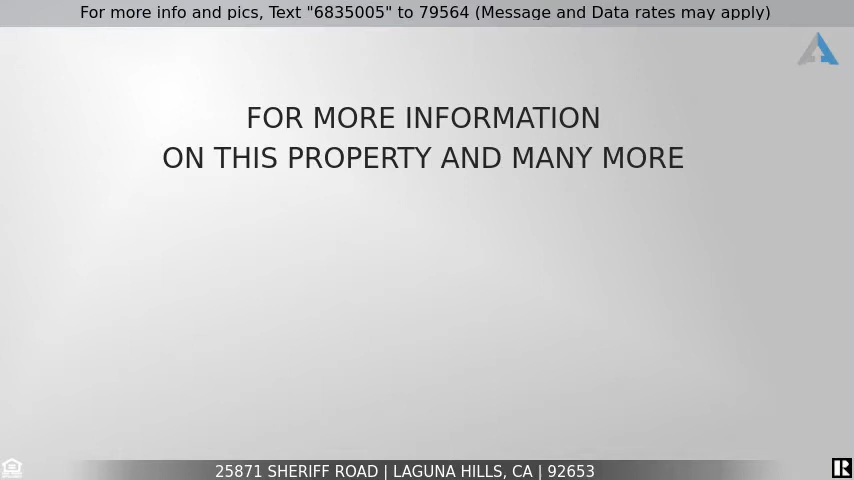 For more info and pics, Text "6835005" to 79564 (Message and Data rates may apply)
FOR MORE INFORMATION
ON THIS PROPERTY AND MANY MORE
25871 SHERIFF ROAD | LAGUNA HILLS, CA | 92653